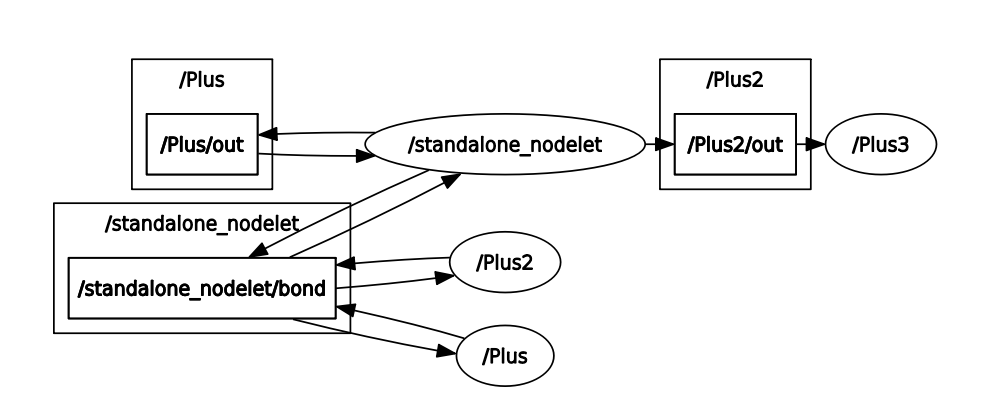 /Plus
/Plus2
/Plus/out
/standalone_nodelet
/Plus2/out
/Plus3
/standalone_nodelet
/Plus2
/standalone_nodelet/bond
/Plus